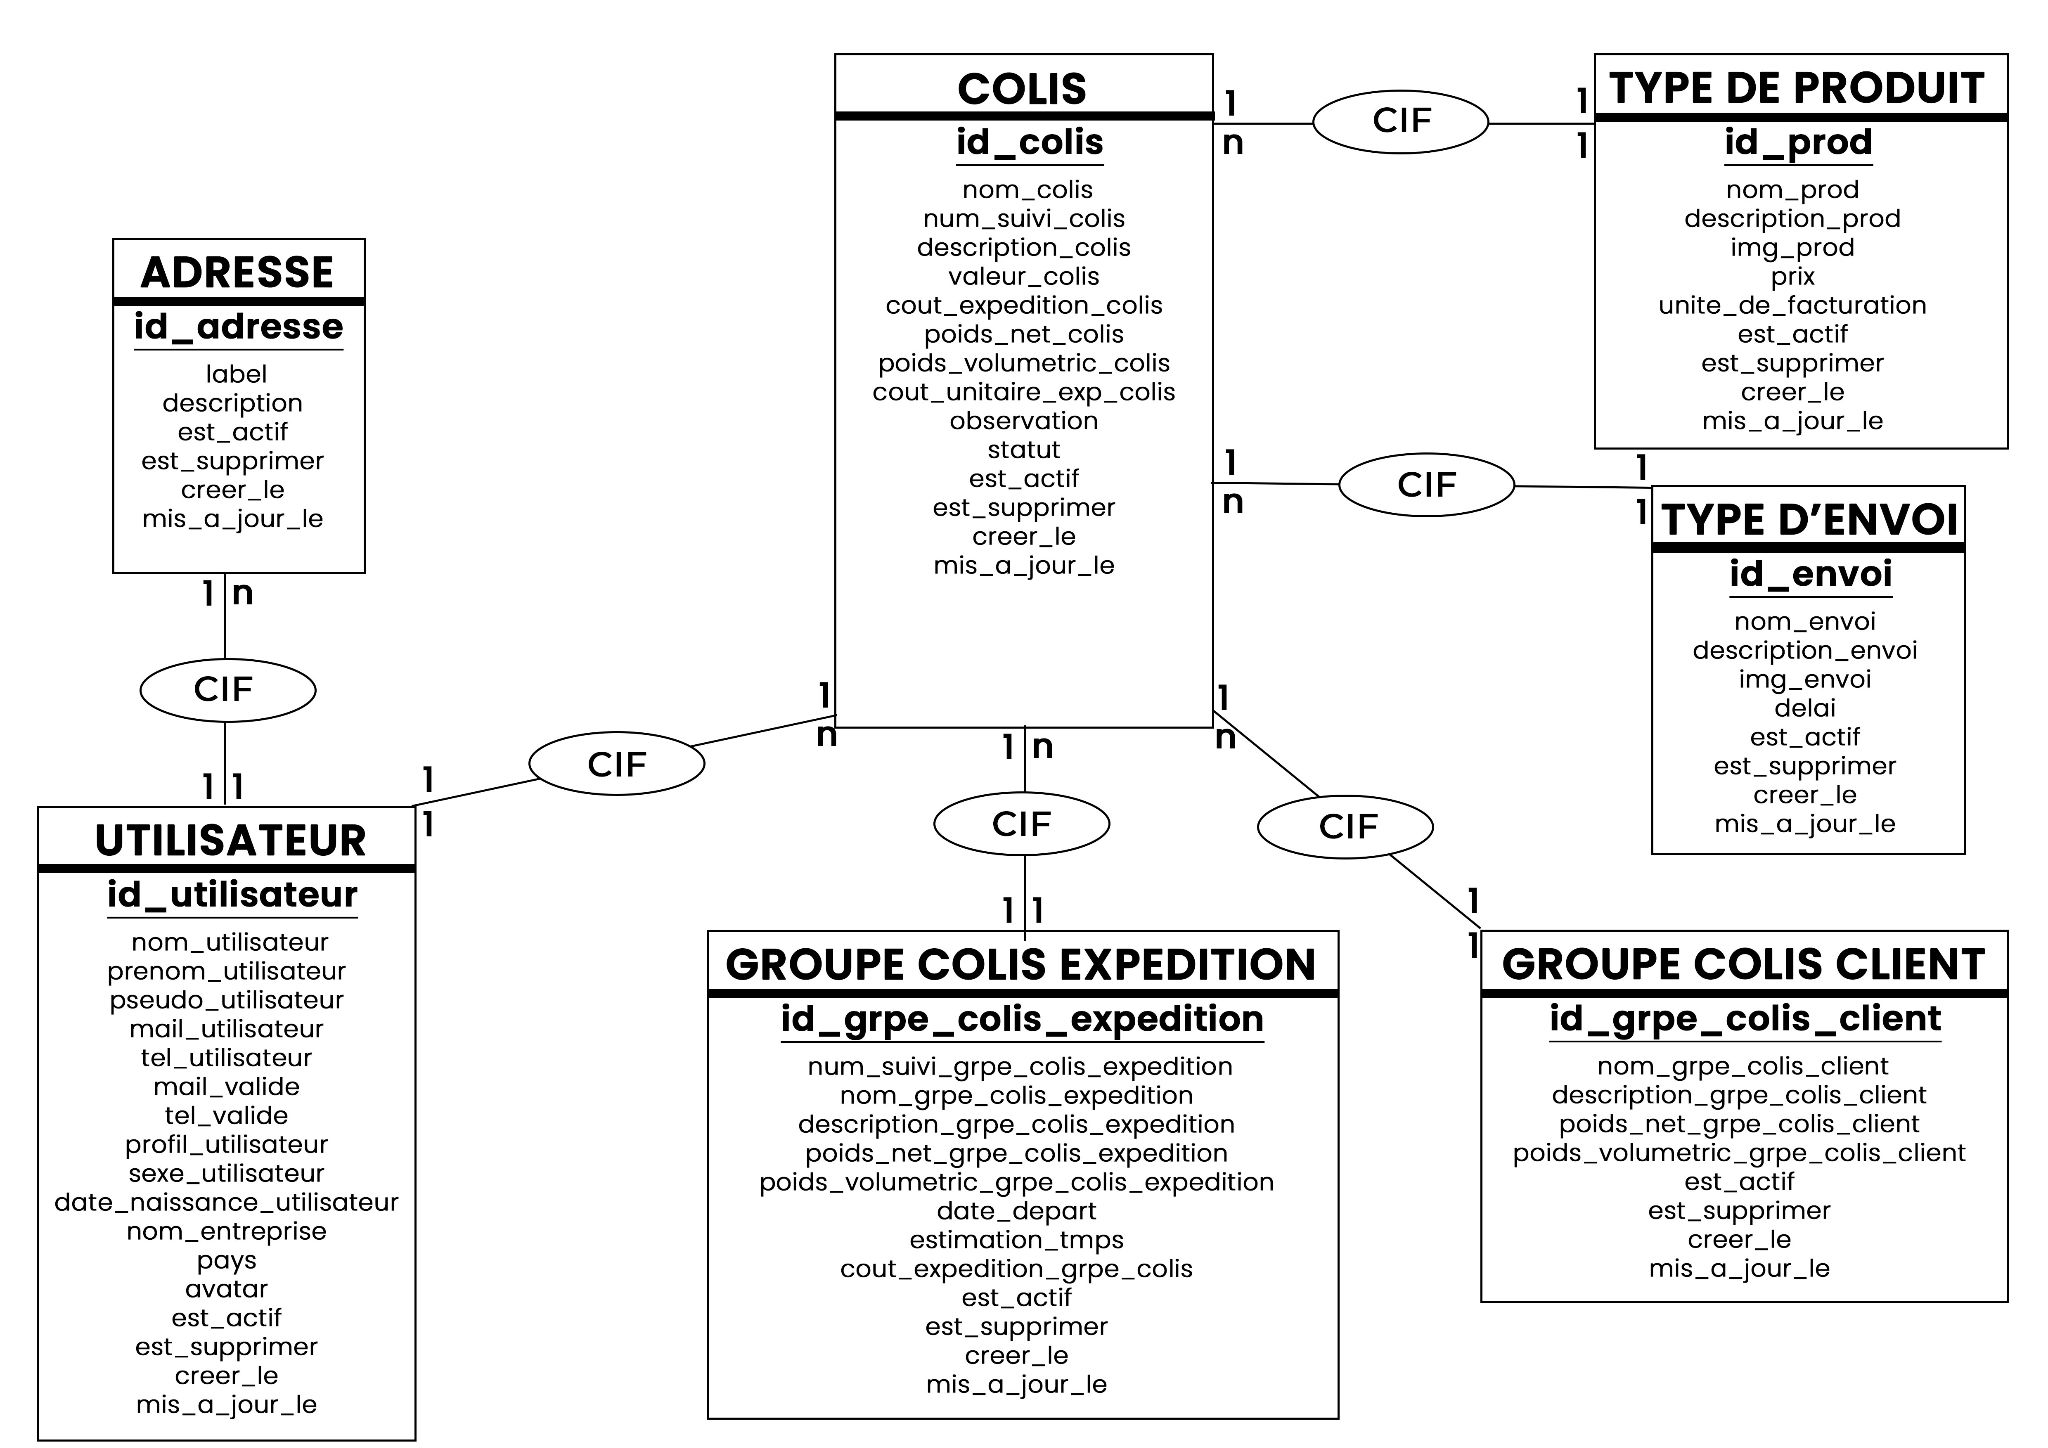 COLIS
id_colis
nom_colis
num_suivi_colis
description_colis
valeur_colis
cout_expedition_colis
poids_net_colis
poids_volumetric_colis
cout_unitaire_exp_colis
observation
statut
est_actif
est_supprimer
creer_le
mis_a_jour_le
1
n
CIF
1
1
TYPE DE PRODUIT
id_prod
nom_prod
description_prod
img_prod
prix
unite_de_facturation
est_actif
est_supprimer
creer_le
mis_a_jour_le
1
n
CIF
1
1
TYPE D’ENVOI
id_envoi
nom_envoi
description_envoi
img_envoi
delai
est_actif
est_supprimer
creer_le
mis_a_jour_le
ADRESSE
id_adresse
label
description
est_actif
est_supprimer
creer_le
mis_a_jour_le
1 n
CIF
1 1
UTILISATEUR
id_utilisateur
nom_utilisateur
prenom_utilisateur
pseudo_utilisateur
mail_utilisateur
tel_utilisateur
mail_valide
tel_valide
profil_utilisateur
sexe_utilisateur
date_naissance_utilisateur
nom_entreprise
pays
avatar
est_actif
est_supprimer
creer_le
mis_a_jour_le
1
n
CIF
1
1
1 n
CIF
1 1
GROUPE COLIS EXPEDITION
id_grpe_colis_expedition
num_suivi_grpe_colis_expedition
nom_grpe_colis_expedition
description_grpe_colis_expedition
poids_net_grpe_colis_expedition
poids_volumetric_grpe_colis_expedition
date_depart
estimation_tmps
cout_expedition_grpe_colis
est_actif
est_supprimer
creer_le
mis_a_jour_le
1
n
CIF
1
1
GROUPE COLIS CLIENT
id_grpe_colis_client
nom_grpe_colis_client
description_grpe_colis_client
poids_net_grpe_colis_client
poids_volumetric_grpe_colis_client
est_actif
est_supprimer
creer_le
mis_a_jour_le